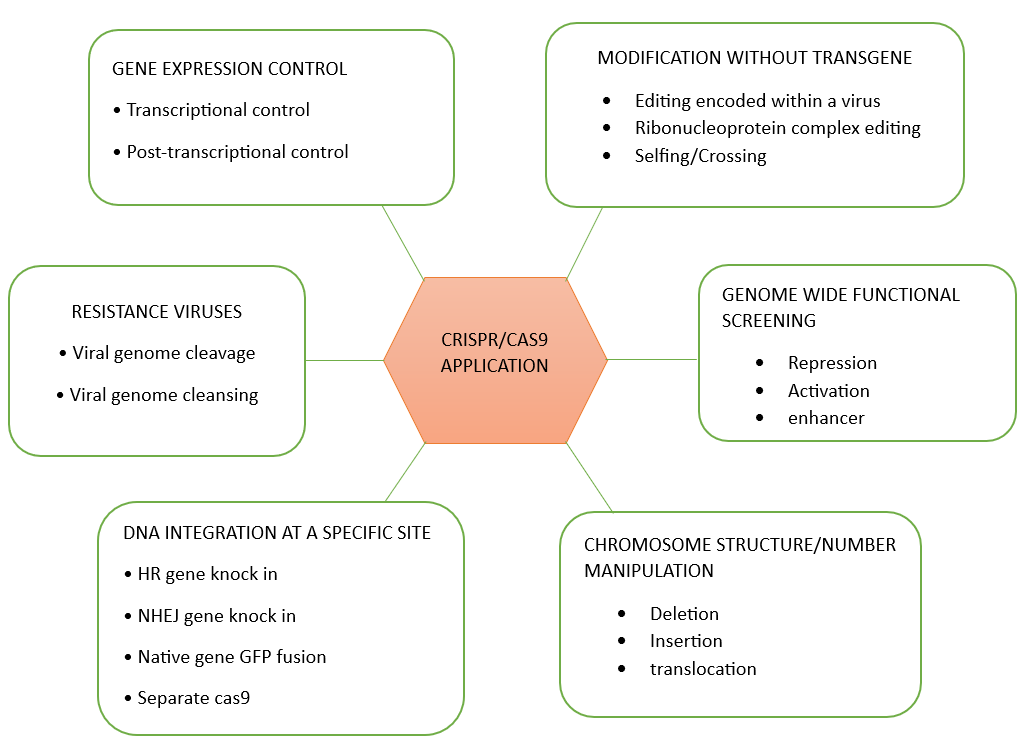 GENE EXPRESSION CONTROL
• Transcriptional control
• Post-transcriptional control
MODIFICATION WITHOUT TRANSGENE
• Editing encoded within a virus
• Ribonucleoprotein complex editing
• Selfing/Crossing
RESISTANCE VIRUSES
• Viral genome cleavage
• Viral genome cleansing
CRISPR/CAS9
APPLICATION
GENOME WIDE FUNCTIONAL
SCREENING
• Repression
• Activation
• enhancer
DNA INTEGRATION AT A SPECIFIC SITE
• HR gene knock in
• NHEJ gene knock in
• Native gene GFP fusion
• Separate cas9
CHROMOSOME STRUCTURE/NUMBER
MANIPULATION
• Deletion
• Insertion
• translocation